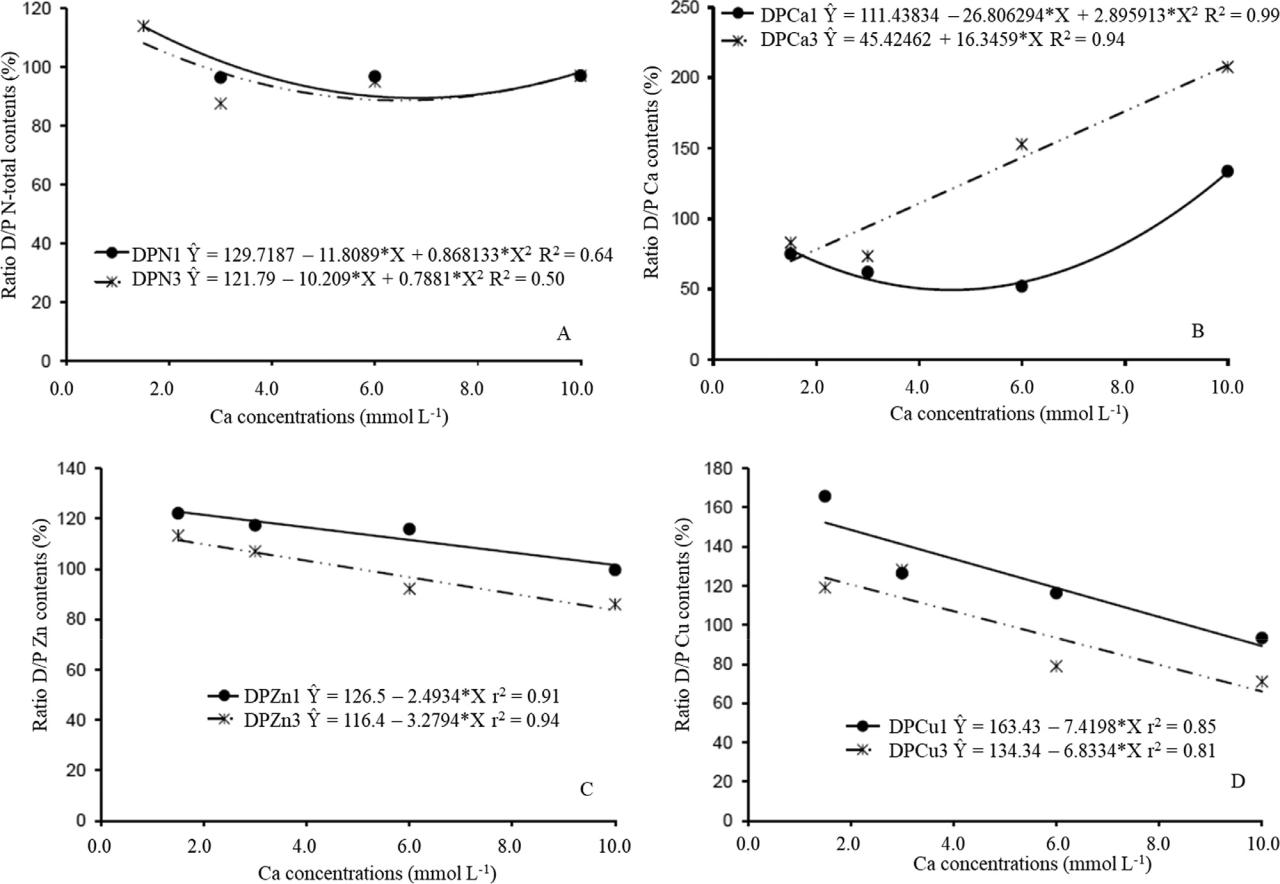 120
100
80
60
40
20
0
Ratio D/P N-total contents (%)
DPN1 Ŷ = 129.7187 – 11.8089*X + 0.868133*X² R² = 0.64
DPN3 Ŷ = 121.79 – 10.209*X + 0.7881*X² R² = 0.50
A
0.0 2.0 4.0 6.0 8.0 10.0
Ca concentrations (mmol L⁻¹)
DPCa1 Ŷ = 111.43834 – 26.806294*X + 2.895913*X² R² = 0.99
DPCa3 Ŷ = 45.42462 + 16.3459*X R² = 0.94
250
200
150
100
50
0
Ratio D/P Ca contents (%)
B
0.0 2.0 4.0 6.0 8.0 10.0
Ca concentrations (mmol L⁻¹)
140
120
100
80
60
40
20
0
Ratio D/P Zn contents (%)
DPZn1 Ŷ = 126.5 – 2.4934*X r² = 0.91
DPZn3 Ŷ = 116.4 – 3.2794*X r² = 0.94
C
0.0 2.0 4.0 6.0 8.0 10.0
Ca concentrations (mmol L⁻¹)
180
160
140
120
100
80
60
40
20
0
Ratio D/P Cu contents (%)
DPCu1 Ŷ = 163.43 – 7.4198*X r² = 0.85
DPCu3 Ŷ = 134.34 – 6.8334*X r² = 0.81
D
0.0 2.0 4.0 6.0 8.0 10.0
Ca concentrations (mmol L⁻¹)